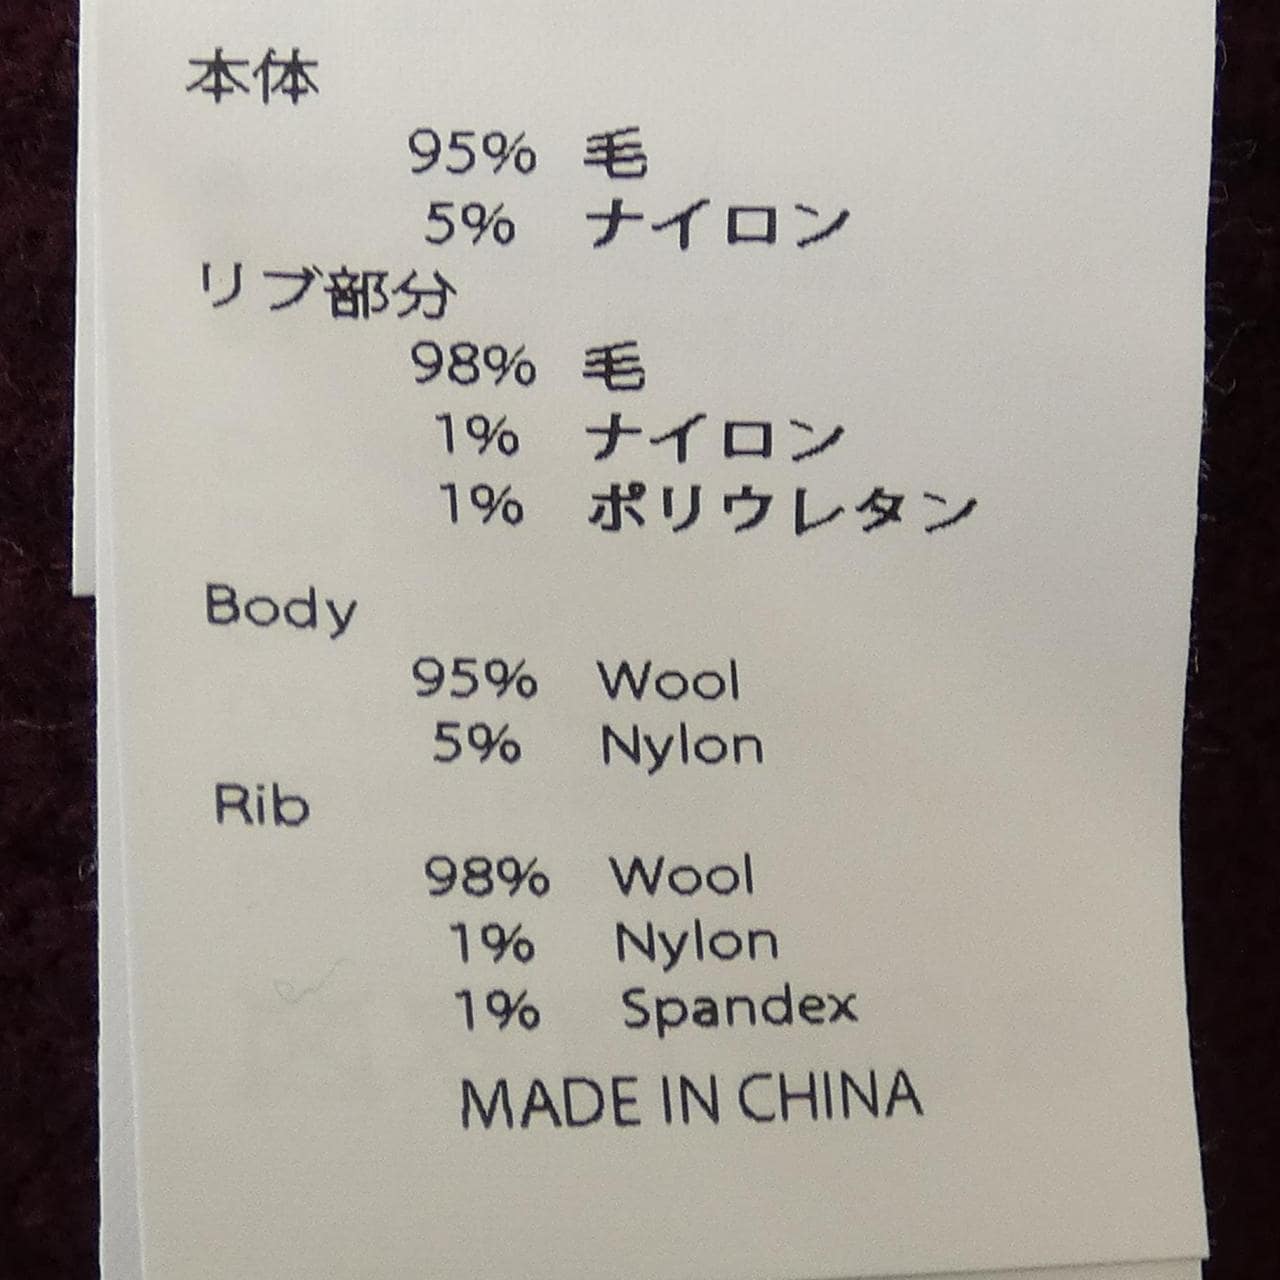 本体
95% 毛
5% ナイロン
リブ部分
98% 毛
1% ナイロン
1% ポリウレタン
Body
95% Wool
5% Nylon
Rib
98% Wool
1% Nylon
1% Spandex
MADE IN CHINA